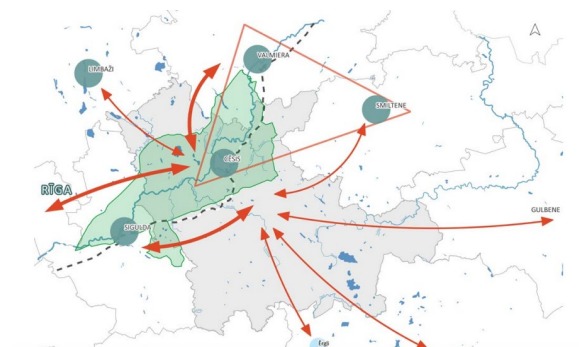 VALMIERA
LIMBAŽI
SMILTENE
CĒSIS
RĪGA
GULBENE
SIGULDA
Ērgļi